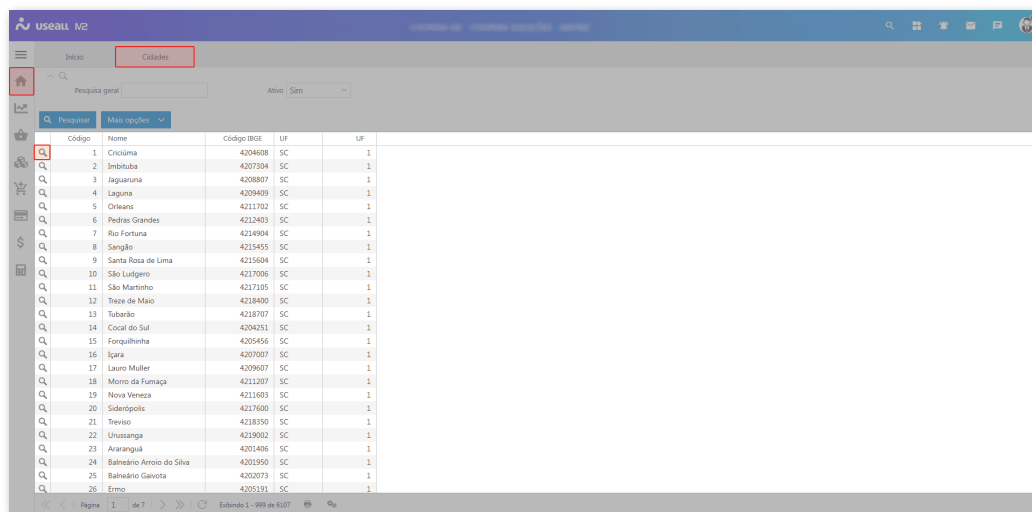 useall M2
Início Cidades
Pesquisa geral Ativo Sim
Pesquisar Mais opções
Código Nome Código IBGE UF UF
1 Criciúma 4204608 SC 1
2 Imbituba 4207304 SC 1
3 Jaguaruna 4208807 SC 1
4 Laguna 4209409 SC 1
5 Orleans 4211702 SC 1
6 Pedras Grandes 4212403 SC 1
7 Rio Fortuna 4214904 SC 1
8 Sangão 4215455 SC 1
9 Santa Rosa de Lima 4215604 SC 1
10 São Ludgero 4217006 SC 1
11 São Martinho 4217105 SC 1
12 Treze de Maio 4218400 SC 1
13 Tubarão 4218707 SC 1
14 Cocal do Sul 4204251 SC 1
15 Forquilhinha 4205456 SC 1
16 Içara 4207007 SC 1
17 Lauro Muller 4209607 SC 1
18 Morro da Fumaça 4211207 SC 1
19 Nova Veneza 4211603 SC 1
20 Siderópolis 4217600 SC 1
21 Treviso 4218350 SC 1
22 Urussanga 4219002 SC 1
23 Araranguá 4201406 SC 1
24 Balneário Arroio do Silva 4201950 SC 1
25 Balneário Gaivota 4202073 SC 1
26 Ermo 4205191 SC 1
Página 1 de 7 Exibindo 1 - 999 de 6107